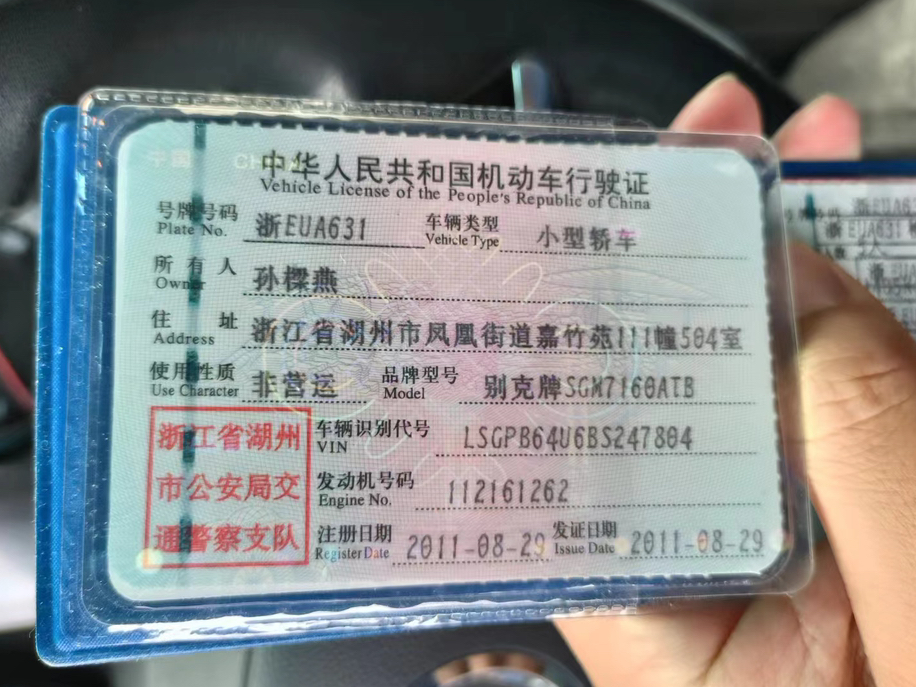 中华人民共和国机动车行驶证
Vehicle License of the People's Republic of China
号牌号码 浙EUA631 车辆类型 小型轿车
Plate No. Vehicle Type
所有人 孙檪燕
Owner
住址 浙江省湖州市凤凰街道嘉竹苑111幢504室
Address
使用性质 非营运 品牌型号 别克牌SGM7160ATB
Use Character Model
浙江省湖州
市公安局交
通警察支队
车辆识别代号 LSGPB64U6BS247804
VIN
发动机号码 112161262
Engine No.
注册日期 2011-08-29 发证日期 2011-08-29
Register Date Issue Date